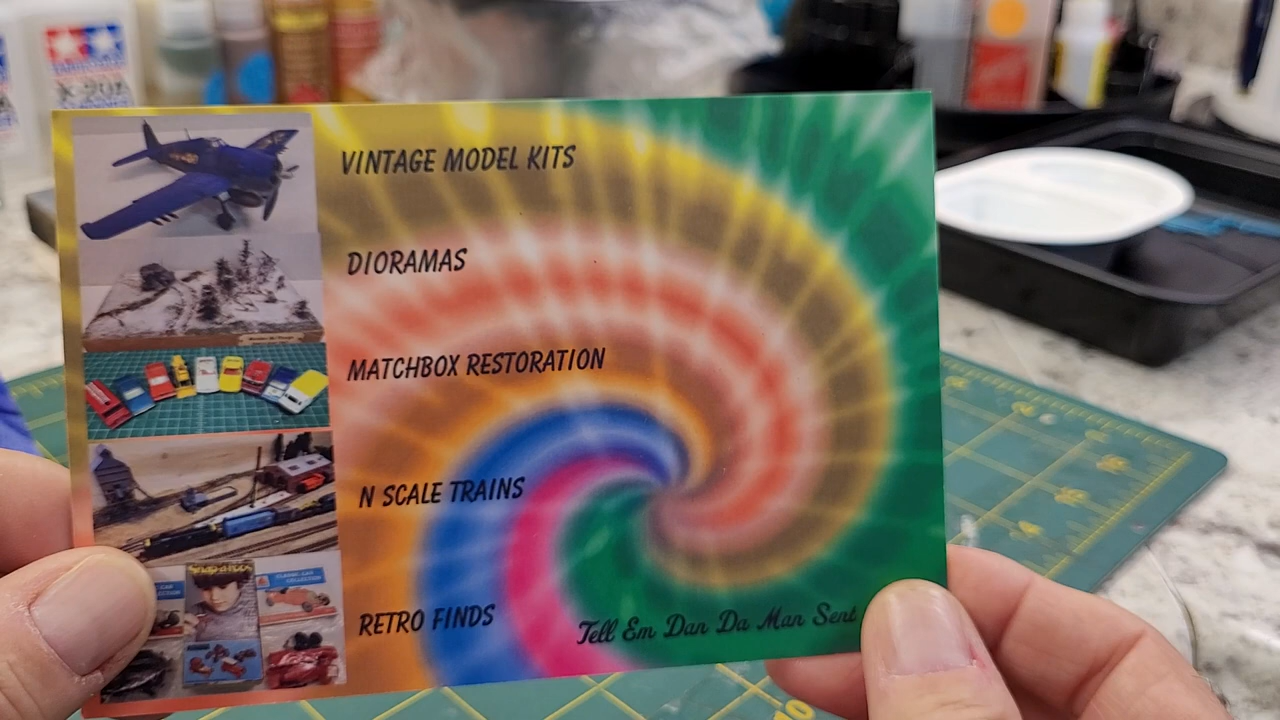 VINTAGE MODEL KITS
DIORAMAS
MATCHBOX RESTORATION
N SCALE TRAINS
RETRO FINDS
Tell Em Dan Da Man Sent